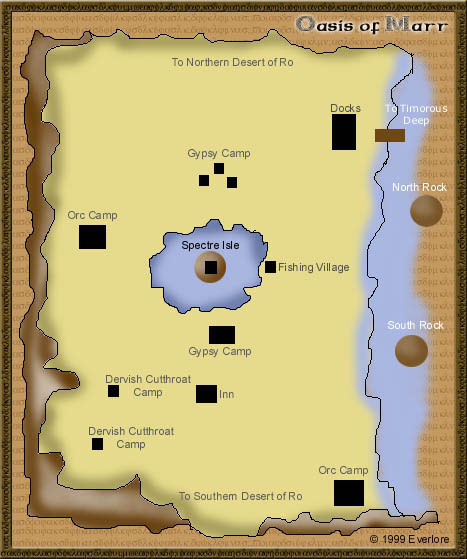 Oasis of Marr
To Northern Desert of Ro
Docks
To Timorous
Deep
Gypsy Camp
North Rock
Orc Camp
Spectre Isle
Fishing Village
South Rock
Gypsy Camp
Dervish Cutthroat
Camp
Inn
Dervish Cutthroat
Camp
Orc Camp
To Southern Desert of Ro
© 1999 Everlore